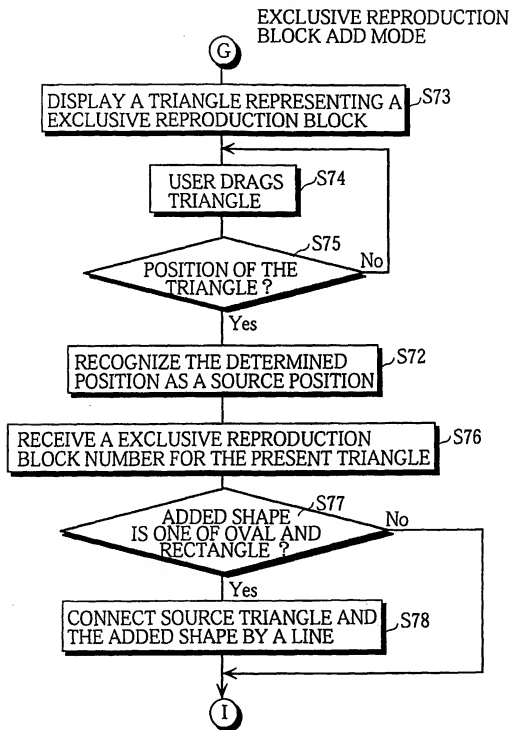 EXCLUSIVE REPRODUCTION
BLOCK ADD MODE
G
DISPLAY A TRIANGLE REPRESENTING A
EXCLUSIVE REPRODUCTION BLOCK
S73
USER DRAGS
TRIANGLE
S74
S75
POSITION OF THE
TRIANGLE ?
No
Yes
RECOGNIZE THE DETERMINED
POSITION AS A SOURCE POSITION
S72
RECEIVE A EXCLUSIVE REPRODUCTION
BLOCK NUMBER FOR THE PRESENT TRIANGLE
S76
S77
ADDED SHAPE
IS ONE OF OVAL AND
RECTANGLE ?
No
Yes
CONNECT SOURCE TRIANGLE AND
THE ADDED SHAPE BY A LINE
S78
I